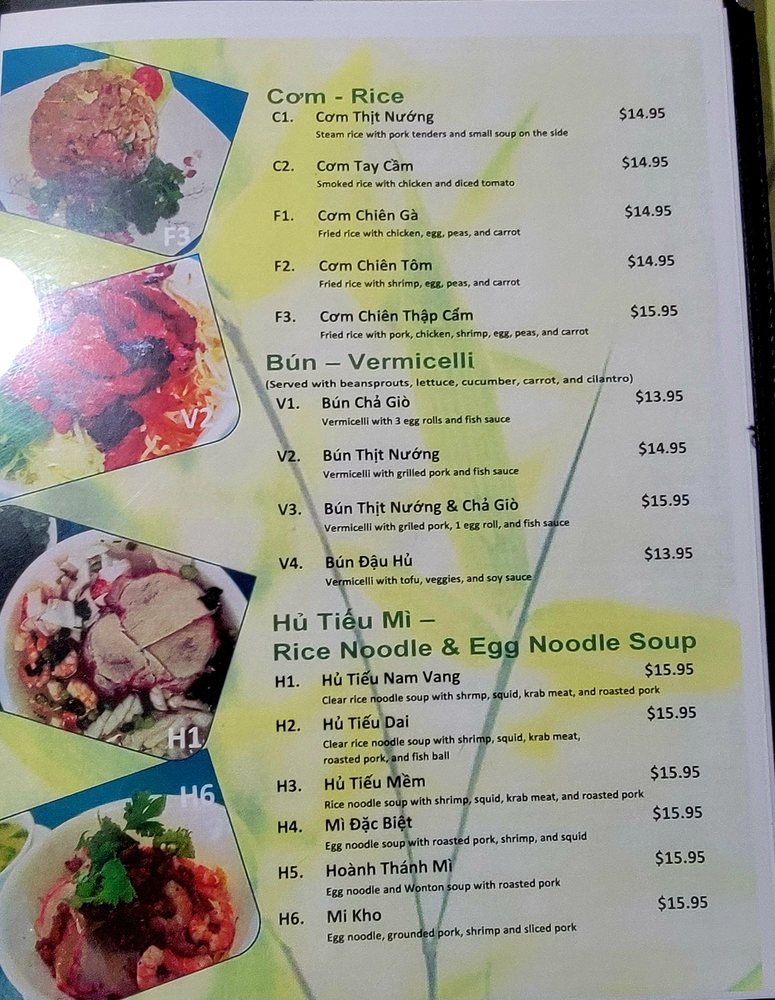 Cơm - Rice
C1. Cơm Thịt Nướng $14.95
Steam rice with pork tenders and small soup on the side
C2. Cơm Tay Cầm $14.95
Smoked rice with chicken and diced tomato
F1. Cơm Chiên Gà $14.95
Fried rice with chicken, egg, peas, and carrot
F2. Cơm Chiên Tôm $14.95
Fried rice with shrimp, egg, peas, and carrot
F3. Cơm Chiên Thập Cẩm $15.95
Fried rice with pork, chicken, shrimp, egg, peas, and carrot
Bún – Vermicelli
(Served with beansprouts, lettuce, cucumber, carrot, and cilantro)
V1. Bún Chả Giò $13.95
Vermicelli with 3 egg rolls and fish sauce
V2. Bún Thịt Nướng $14.95
Vermicelli with grilled pork and fish sauce
V3. Bún Thịt Nướng & Chả Giò $15.95
Vermicelli with griled pork, 1 egg roll, and fish sauce
V4. Bún Đậu Hủ $13.95
Vermicelli with tofu, veggies, and soy sauce
Hủ Tiếu Mì –
Rice Noodle & Egg Noodle Soup
H1. Hủ Tiếu Nam Vang $15.95
Clear rice noodle soup with shrmp, squid, krab meat, and roasted pork
H2. Hủ Tiếu Dai $15.95
Clear rice noodle soup with shrimp, squid, krab meat,
roasted pork, and fish ball
H3. Hủ Tiếu Mềm $15.95
Rice noodle soup with shrimp, squid, krab meat, and roasted pork
H4. Mì Đặc Biệt $15.95
Egg noodle soup with roasted pork, shrimp, and squid
H5. Hoành Thánh Mì $15.95
Egg noodle and Wonton soup with roasted pork
H6. Mi Kho $15.95
Egg noodle, grounded pork, shrimp and sliced pork
F3
V2
H1
H6